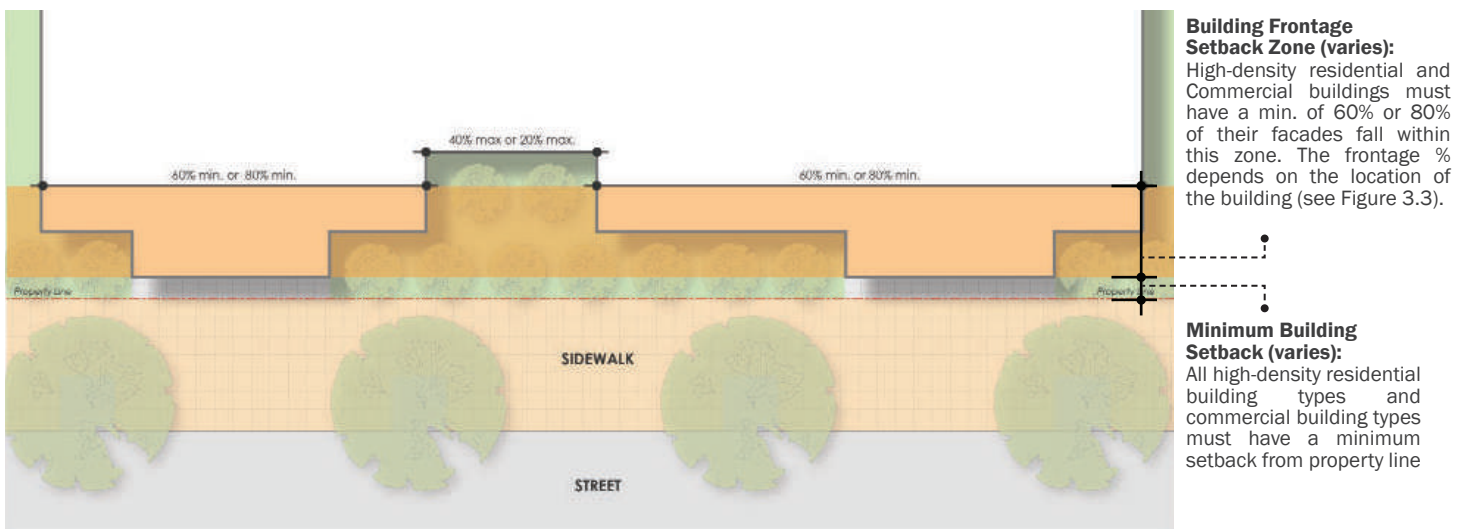 Building Frontage
Setback Zone (varies):
High-density residential and
Commercial buildings must
have a min. of 60% or 80%
of their facades fall within
this zone. The frontage %
depends on the location of
the building (see Figure 3.3).
40% max or 20% max.
60% min. or 80% min.
60% min. or 80% min.
Property Line
Property Line
Minimum Building
Setback (varies):
All high-density residential
building types and
commercial building types
must have a minimum
setback from property line
SIDEWALK
STREET